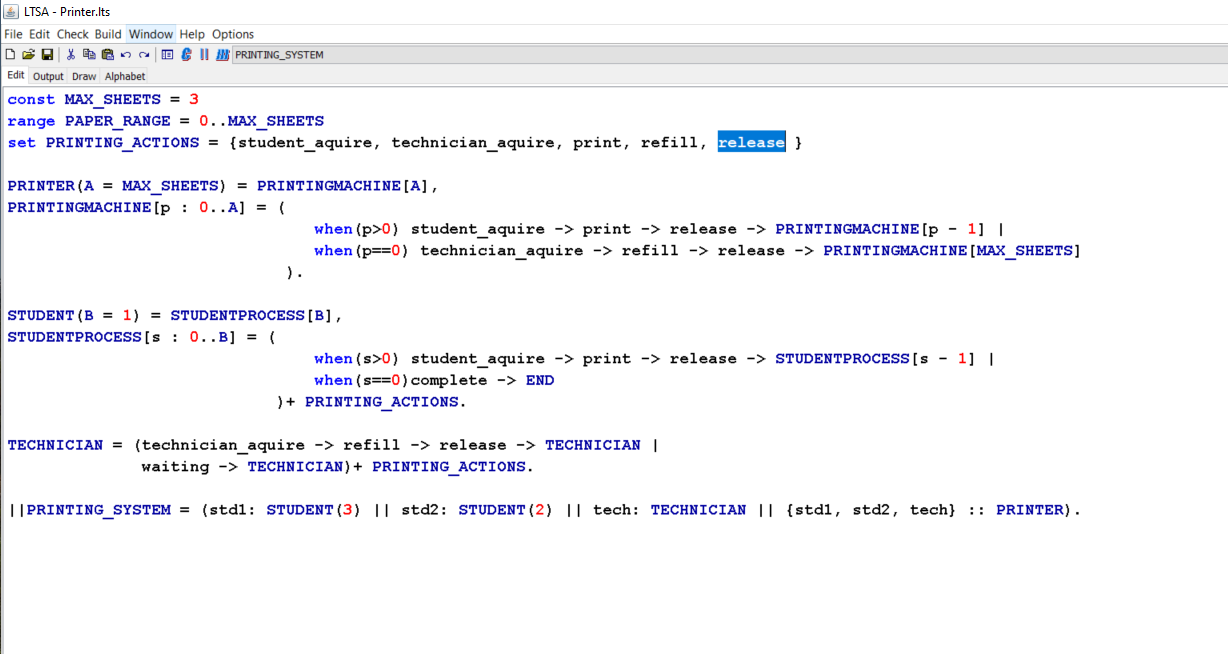 LTSA - Printer.lts
File Edit Check Build Window Help Options
PRINTING_SYSTEM
Edit Output Draw Alphabet
const MAX_SHEETS = 3
range PAPER_RANGE = 0..MAX_SHEETS
set PRINTING_ACTIONS = {student_aquire, technician_aquire, print, refill, release }
PRINTER(A = MAX_SHEETS) = PRINTINGMACHINE[A],
PRINTINGMACHINE[p : 0..A] = (
when(p>0) student_aquire -> print -> release -> PRINTINGMACHINE[p - 1] |
when(p==0) technician_aquire -> refill -> release -> PRINTINGMACHINE[MAX_SHEETS]
).
STUDENT(B = 1) = STUDENTPROCESS[B],
STUDENTPROCESS[s : 0..B] = (
when(s>0) student_aquire -> print -> release -> STUDENTPROCESS[s - 1] |
when(s==0)complete -> END
)+ PRINTING_ACTIONS.
TECHNICIAN = (technician_aquire -> refill -> release -> TECHNICIAN |
waiting -> TECHNICIAN)+ PRINTING_ACTIONS.
||PRINTING_SYSTEM = (std1: STUDENT(3) || std2: STUDENT(2) || tech: TECHNICIAN || {std1, std2, tech} :: PRINTER).